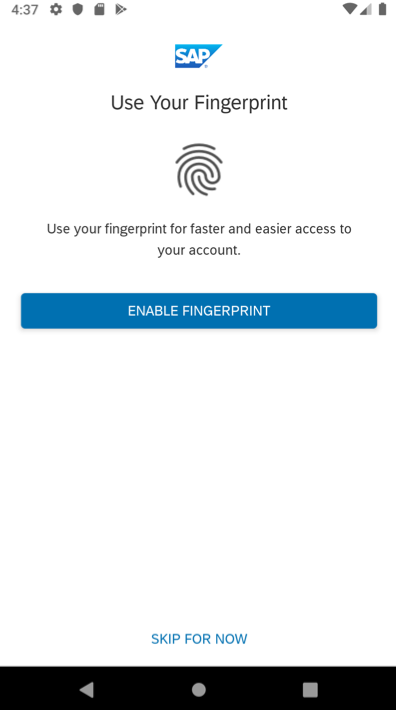 4:37
SAP
Use Your Fingerprint
Use your fingerprint for faster and easier access to
your account.
ENABLE FINGERPRINT
SKIP FOR NOW